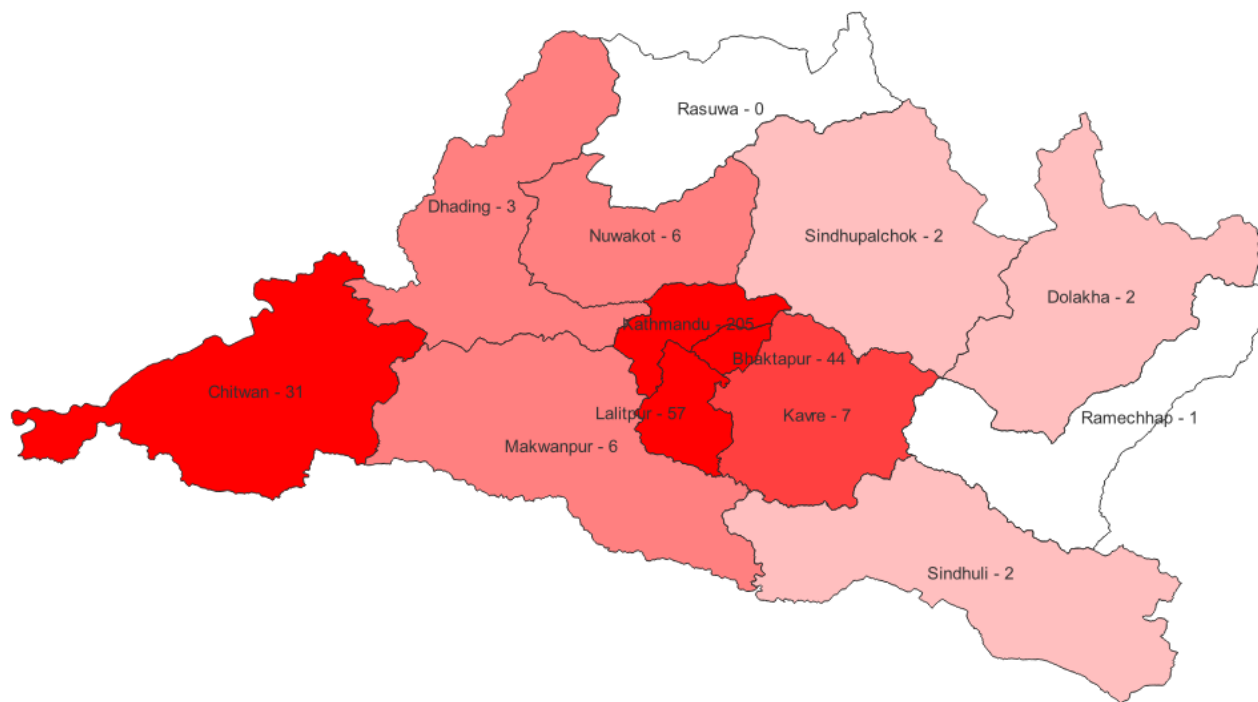 Rasuwa - 0
Dhading - 3
Nuwakot - 6
Sindhupalchok - 2
Dolakha - 2
Kathmandu - 205
Bhaktapur - 44
Chitwan - 31
Lalitpur - 57
Kavre - 7
Ramechhap - 1
Makwanpur - 6
Sindhuli - 2